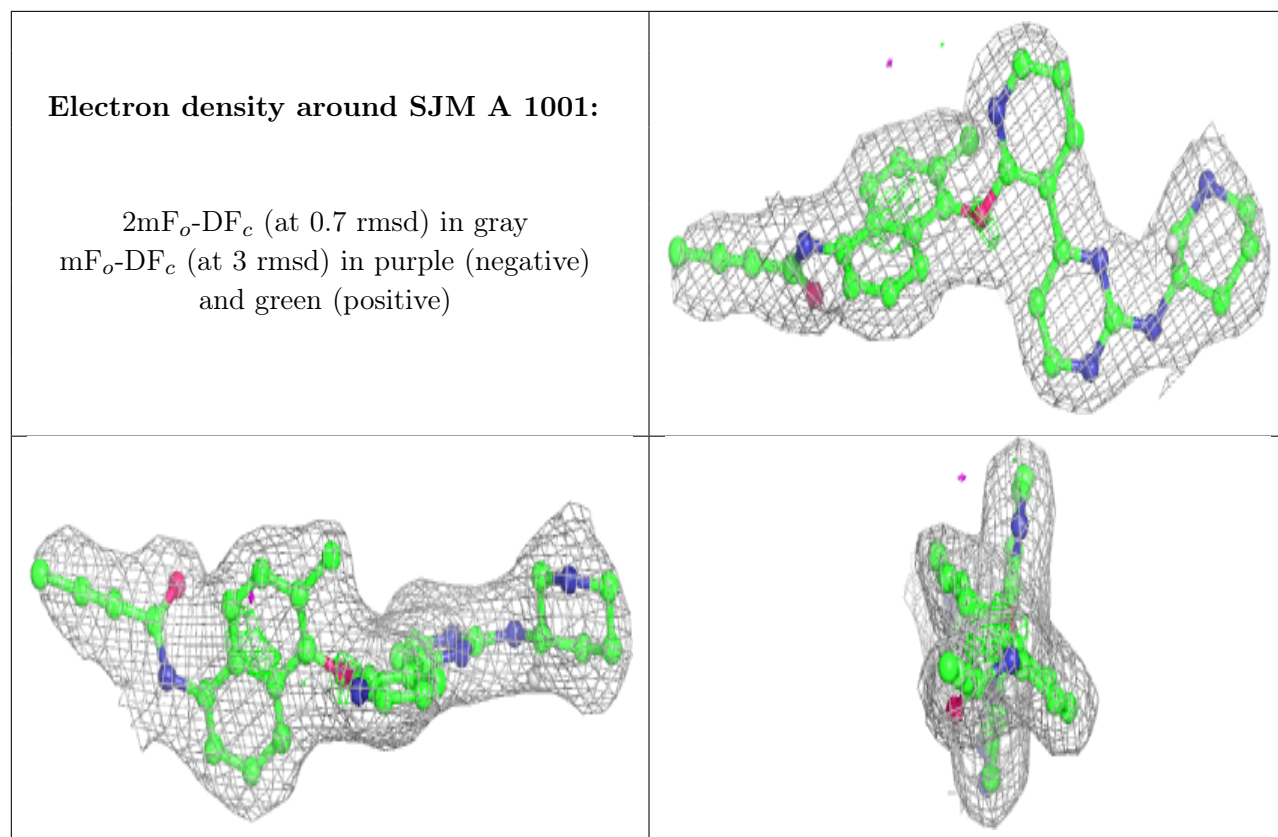 Electron density around SJM A 1001:
2mFₒ-DF𝒸 (at 0.7 rmsd) in gray
mFₒ-DF𝒸 (at 3 rmsd) in purple (negative)
and green (positive)